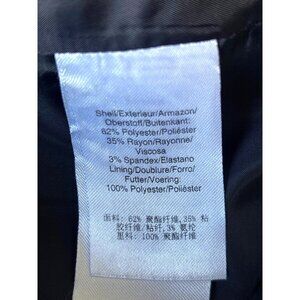 Shell/Exterieur/Armazon/
Oberstoff/Buitenkant:
62% Polyester/Poliéster
35% Rayon/Rayonne/
Viscosa
3% Spandex/Elastano
Lining/Doublure/Forro/
Futter/Voering:
100% Polyester/Poliéster
面料: 62% 聚酯纤维,35% 粘
胶纤维/粘纤,3% 氨纶
里料: 100% 聚酯纤维